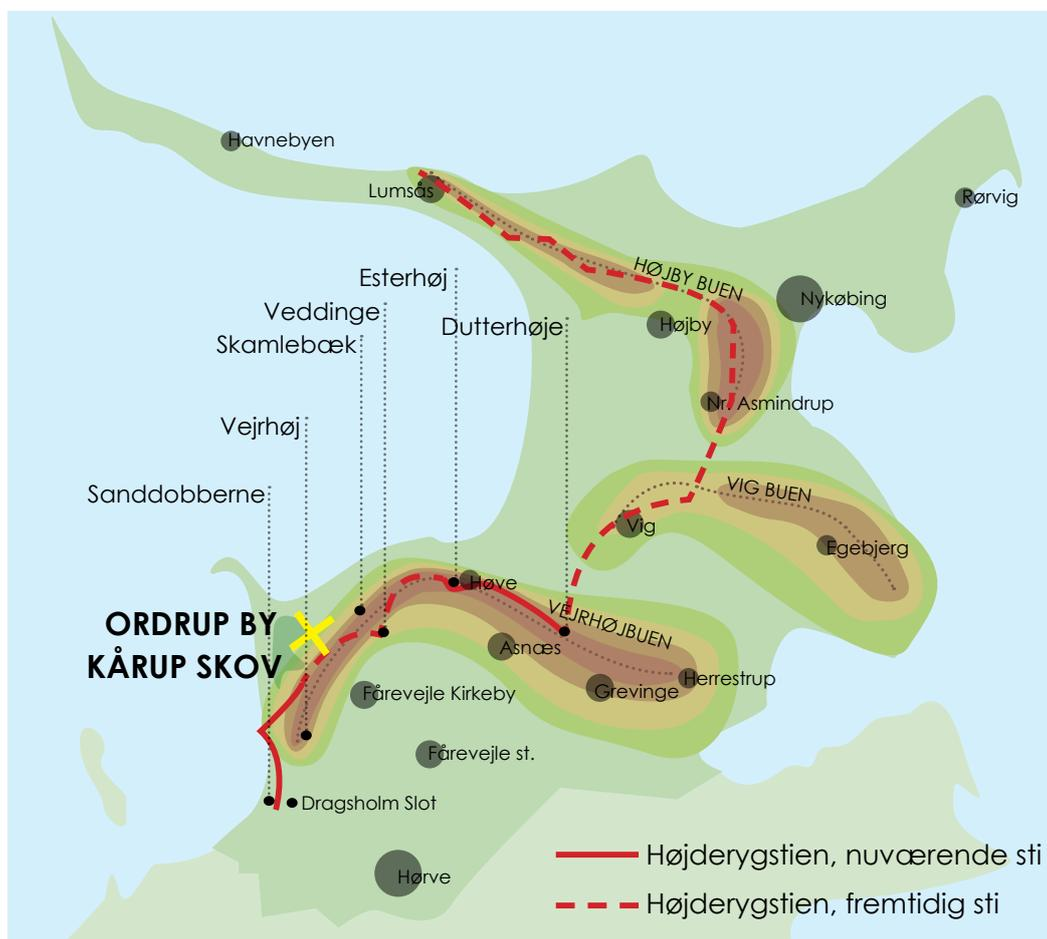 Havnebyen
Lumsås
Rørvig
Esterhøj
HØJBY BUEN
Nykøbing
Veddinge
Højby
Dutterhøje
Skamlebæk
Nr. Asmindrup
Vejrhøj
Sanddobberne
VIG BUEN
Vig
Egebjerg
Høve
VEJRHØJBUEN
ORDRUP BY
KÅRUP SKOV
Asnæs
Herrestrup
Grevinge
Fårevejle Kirkeby
Fårevejle st.
Dragsholm Slot
Hørve
Højderygstien, nuværende sti
Højderygstien, fremtidig sti